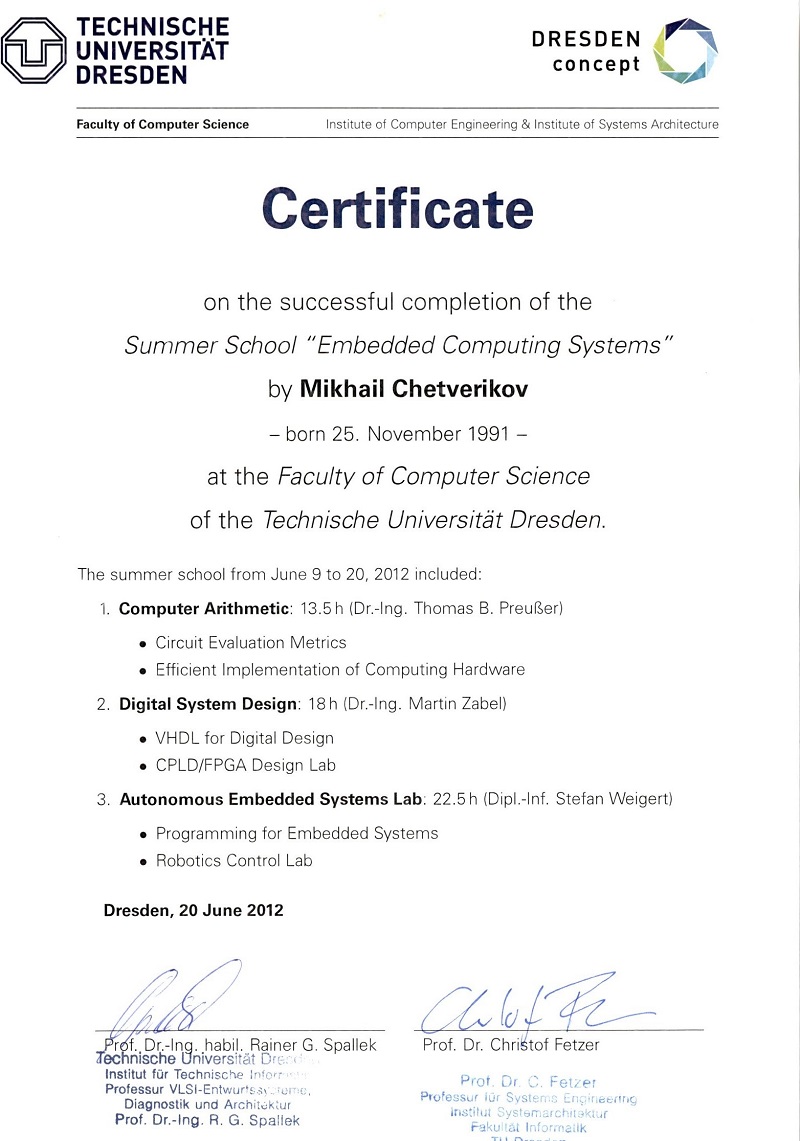 TECHNISCHE
UNIVERSITÄT
DRESDEN
DRESDEN
concept
Faculty of Computer Science Institute of Computer Engineering & Institute of Systems Architecture
Certificate
on the successful completion of the
Summer School “Embedded Computing Systems”
by Mikhail Chetverikov
– born 25. November 1991 –
at the Faculty of Computer Science
of the Technische Universität Dresden.
The summer school from June 9 to 20, 2012 included:
1. Computer Arithmetic: 13.5 h (Dr.-Ing. Thomas B. Preußer)
• Circuit Evaluation Metrics
• Efficient Implementation of Computing Hardware
2. Digital System Design: 18 h (Dr.-Ing. Martin Zabel)
• VHDL for Digital Design
• CPLD/FPGA Design Lab
3. Autonomous Embedded Systems Lab: 22.5 h (Dipl.-Inf. Stefan Weigert)
• Programming for Embedded Systems
• Robotics Control Lab
Dresden, 20 June 2012
Prof. Dr.-Ing. habil. Rainer G. Spallek
Technische Universität Dresden
Institut für Technische
Professur VLSI-Entwurfssysteme,
Diagnostik und Architektur
Prof. Dr.-Ing. R. G. Spallek
Prof. Dr. Christof Fetzer
Prof. Dr. C. Fetzer
Professur für Systems Engineering
Institut Systemarchitektur
Fakultät Informatik
TU Dresden